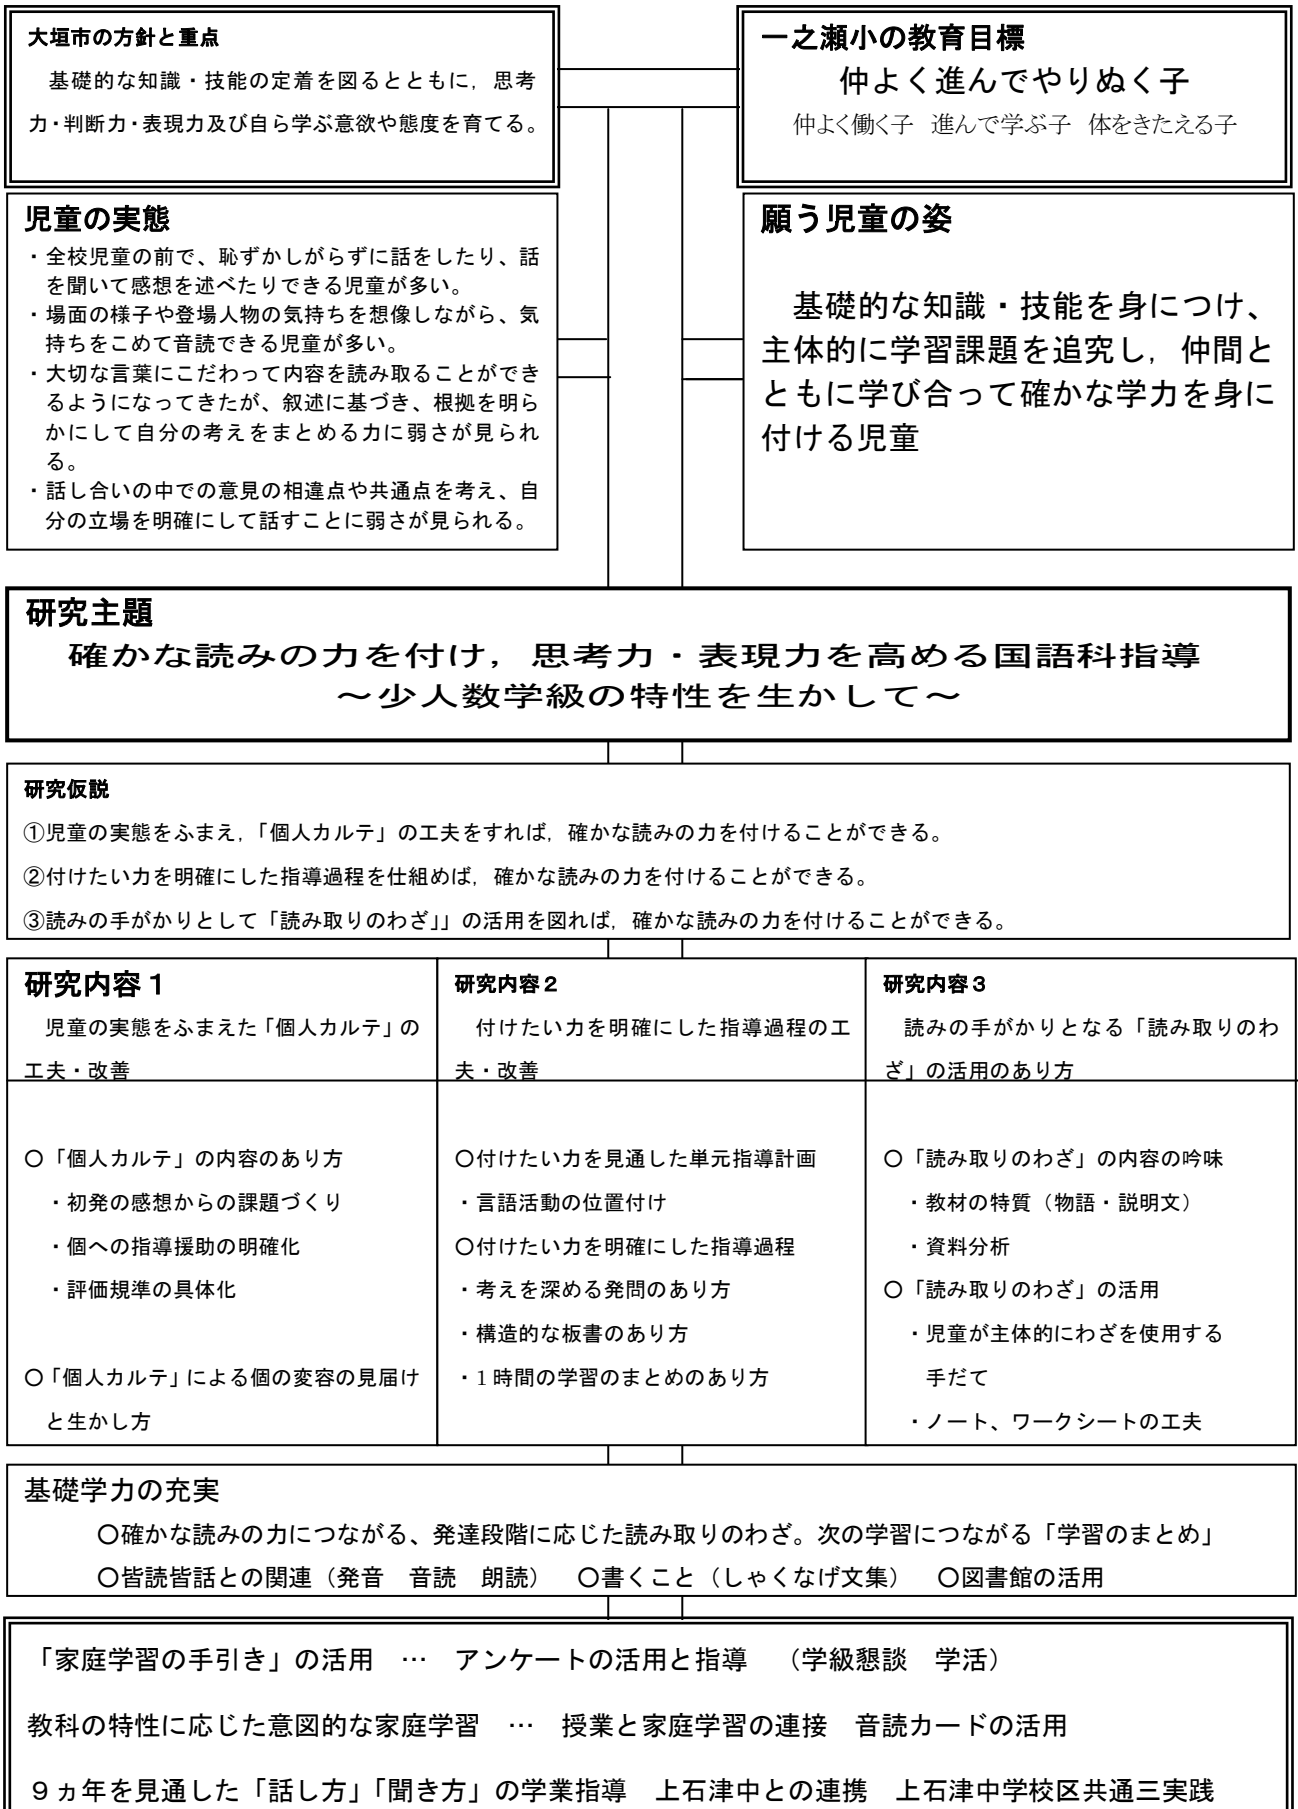 大垣市の方針と重点
基礎的な知識・技能の定着を図るとともに，思考
力・判断力・表現力及び自ら学ぶ意欲や態度を育てる。
一之瀬小の教育目標
仲よく進んでやりぬく子
仲よく働く子　進んで学ぶ子　体をきたえる子
児童の実態
・全校児童の前で、恥ずかしがらずに話をしたり、話
を聞いて感想を述べたりできる児童が多い。
・場面の様子や登場人物の気持ちを想像しながら、気
持ちをこめて音読できる児童が多い。
・大切な言葉にこだわって内容を読み取ることができ
るようになってきたが、叙述に基づき、根拠を明ら
かにして自分の考えをまとめる力に弱さが見られ
る。
・話し合いの中での意見の相違点や共通点を考え、自
分の立場を明確にして話すことに弱さが見られる。
願う児童の姿
基礎的な知識・技能を身につけ、
主体的に学習課題を追究し，仲間と
ともに学び合って確かな学力を身に
付ける児童
研究主題
確かな読みの力を付け，思考力・表現力を高める国語科指導
～少人数学級の特性を生かして～
研究仮説
①児童の実態をふまえ，「個人カルテ」の工夫をすれば，確かな読みの力を付けることができる。
②付けたい力を明確にした指導過程を仕組めば，確かな読みの力を付けることができる。
③読みの手がかりとして「読み取りのわざ」」の活用を図れば，確かな読みの力を付けることができる。
研究内容１
児童の実態をふまえた「個人カルテ」の
工夫・改善
〇「個人カルテ」の内容のあり方
・初発の感想からの課題づくり
・個への指導援助の明確化
・評価規準の具体化
〇「個人カルテ」による個の変容の見届け
と生かし方
研究内容２
付けたい力を明確にした指導過程の工
夫・改善
〇付けたい力を見通した単元指導計画
・言語活動の位置付け
〇付けたい力を明確にした指導過程
・考えを深める発問のあり方
・構造的な板書のあり方
・1 時間の学習のまとめのあり方
研究内容３
読みの手がかりとなる「読み取りのわ
ざ」の活用のあり方
〇「読み取りのわざ」の内容の吟味
・教材の特質（物語・説明文）
・資料分析
〇「読み取りのわざ」の活用
・児童が主体的にわざを使用する
手だて
・ノート、ワークシートの工夫
基礎学力の充実
〇確かな読みの力につながる、発達段階に応じた読み取りのわざ。次の学習につながる「学習のまとめ」
〇皆読皆話との関連（発音　音読　朗読）　〇書くこと（しゃくなげ文集）　〇図書館の活用
「家庭学習の手引き」の活用　…　アンケートの活用と指導　（学級懇談　学活）
教科の特性に応じた意図的な家庭学習　…　授業と家庭学習の連接　音読カードの活用
９ヵ年を見通した「話し方」「聞き方」の学業指導　上石津中との連携　上石津中学校区共通三実践